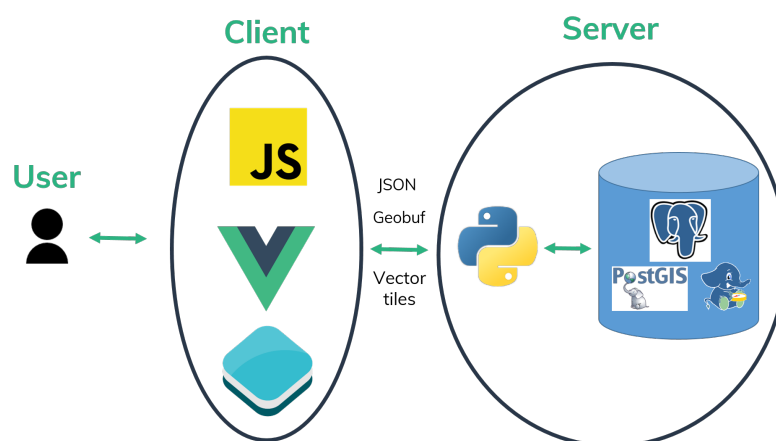 Client
Server
User
JS
JSON
Geobuf
Vector
tiles
PostGIS